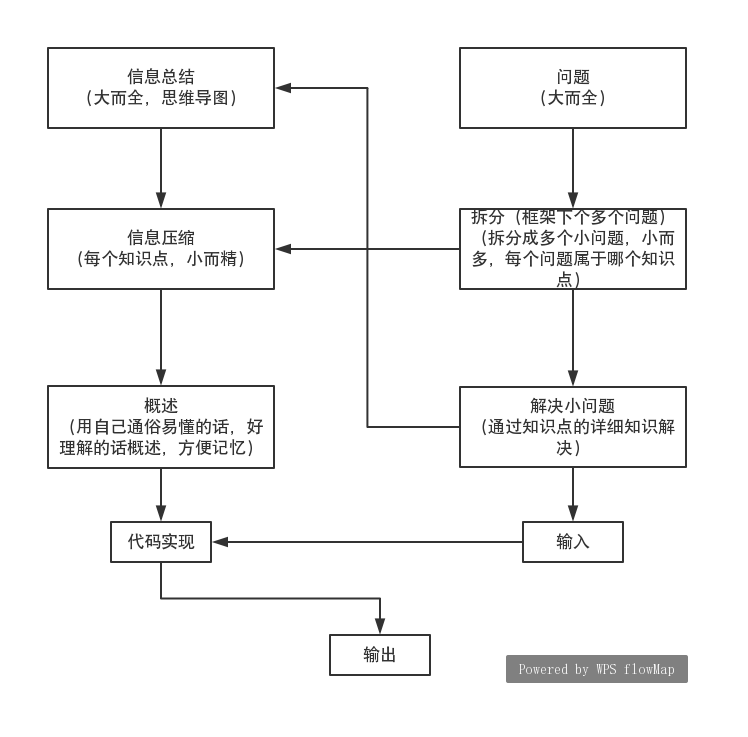 信息总结
（大而全，思维导图）
问题
（大而全）
信息压缩
（每个知识点，小而精）
拆分（框架下个多个问题）
（拆分成多个小问题，小而
多，每个问题属于哪个知识
点）
概述
（用自己通俗易懂的话，好
理解的话概述，方便记忆）
解决小问题
（通过知识点的详细知识解
决）
代码实现
输入
输出
Powered by WPS flowMap